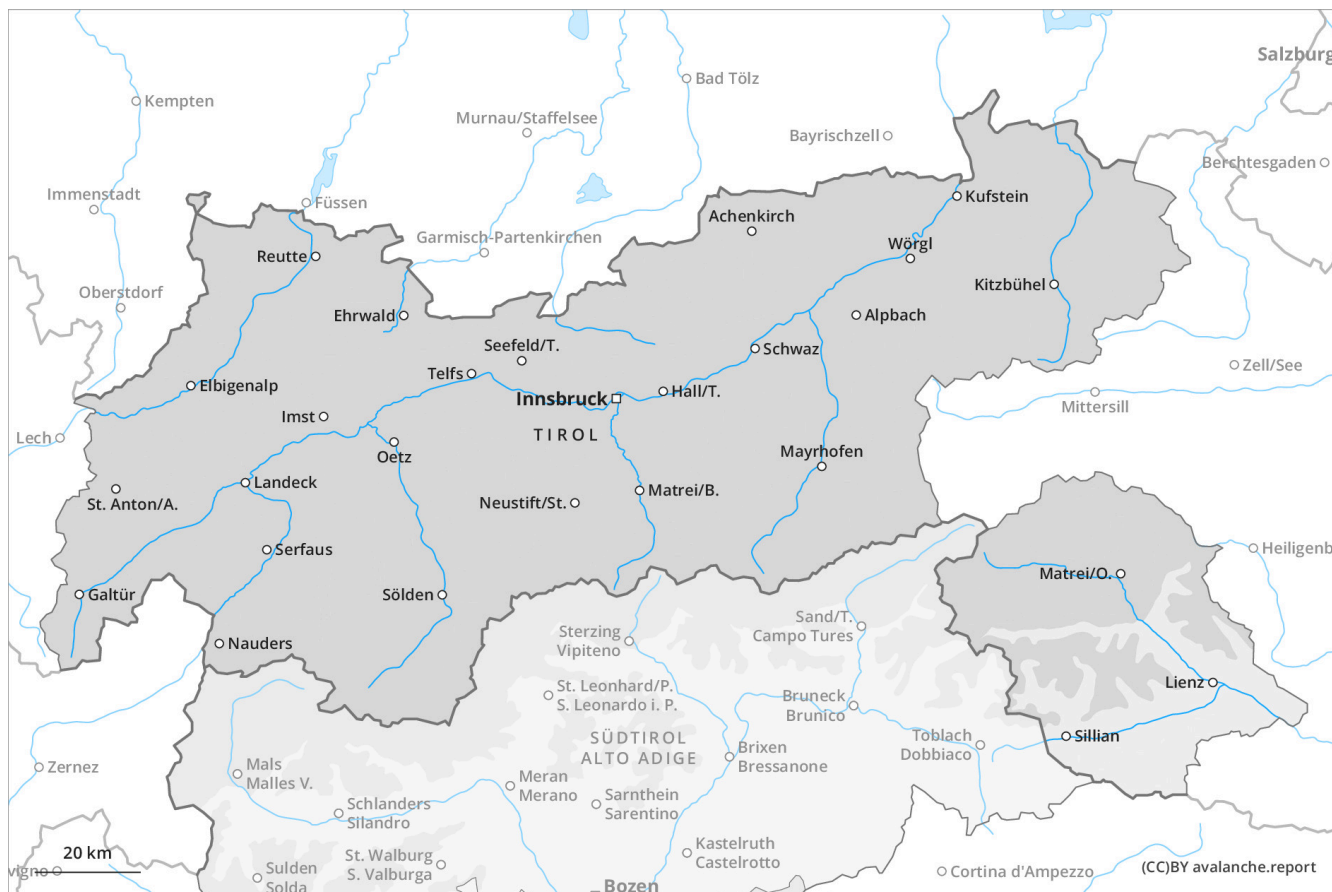 Salzburg
Bad Tölz
Kempten
Murnau/Staffelsee
Bayrischzell
Berchtesgaden
Immenstadt
Füssen
Kufstein
Achenkirch
Garmisch-Partenkirchen
Wörgl
Reutte
Kitzbühel
Oberstdorf
Ehrwald
Alpbach
Seefeld/T.
Schwaz
Zell/See
Telfs
Elbigenalp
Hall/T.
Mittersill
Innsbruck
Imst
Lech
TIROL
Oetz
Mayrhofen
Landeck
Matrei/B.
St. Anton/A.
Neustift/St.
Serfaus
Heiligenb
Matrei/O.
Galtür
Sölden
Sand/T.
Campo Tures
Sterzing
Vipiteno
Nauders
Lienz
St. Leonhard/P.
S. Leonardo i. P.
Bruneck
Brunico
Sillian
SÜDTIROL
ALTO ADIGE
Toblach
Dobbiaco
Brixen
Bressanone
Zernez
Mals
Malles V.
Meran
Merano
Sarnthein
Sarentino
Schlanders
Silandro
20 km
Kastelruth
Castelrotto
St. Walburg
S. Valburga
vigno
Sulden
Solda
Cortina d'Ampezzo
(CC)BY avalanche.report
Bozen